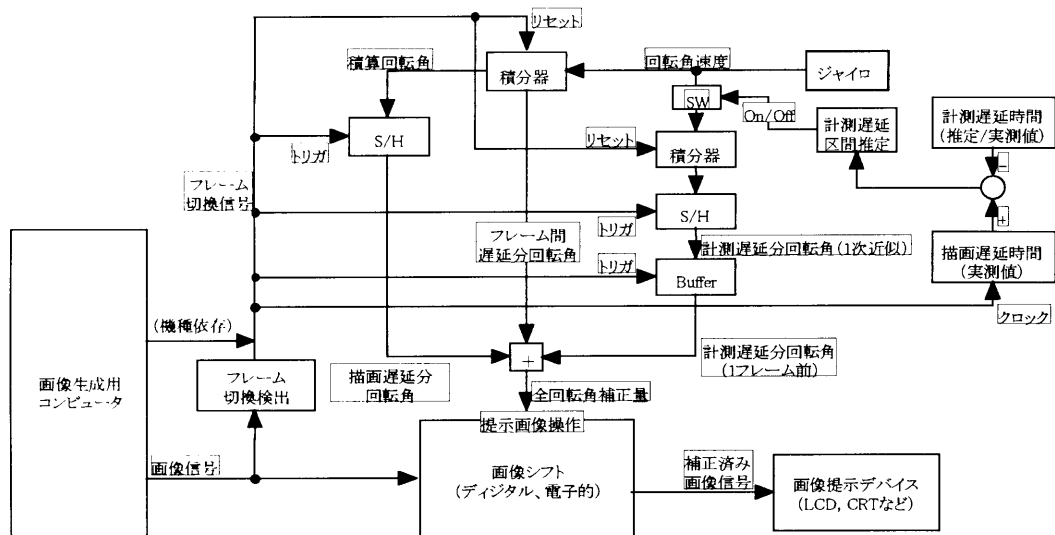 リセット
積算回転角
積分器
回転角速度
ジャイロ
SW
On/Off
計測遅延
区間推定
計測遅延時間
(推定/実測値)
S/H
トリガ
リセット
積分器
−
+
フレーム
切換信号
S/H
トリガ
フレーム間
遅延分回転角
計測遅延分回転角(1次近似)
描画遅延時間
(実測値)
トリガ
Buffer
クロック
(機種依存)
+
計測遅延分回転角
(1フレーム前)
画像生成用
コンピュータ
フレーム
切換検出
描画遅延分
回転角
全回転角補正量
提示画像操作
画像信号
画像シフト
(ディジタル、電子的)
補正済み
画像信号
画像提示デバイス
(LCD, CRTなど)